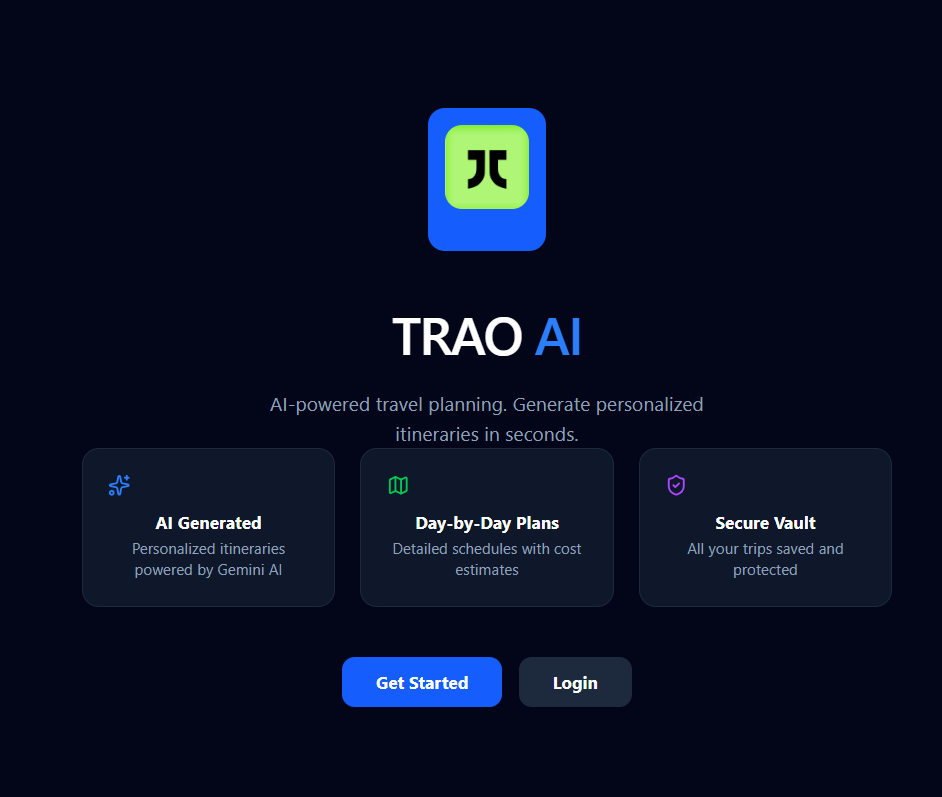 TRAO AI
AI-powered travel planning. Generate personalized
itineraries in seconds.
AI Generated
Personalized itineraries
powered by Gemini AI
Day-by-Day Plans
Detailed schedules with cost
estimates
Secure Vault
All your trips saved and
protected
Get Started
Login